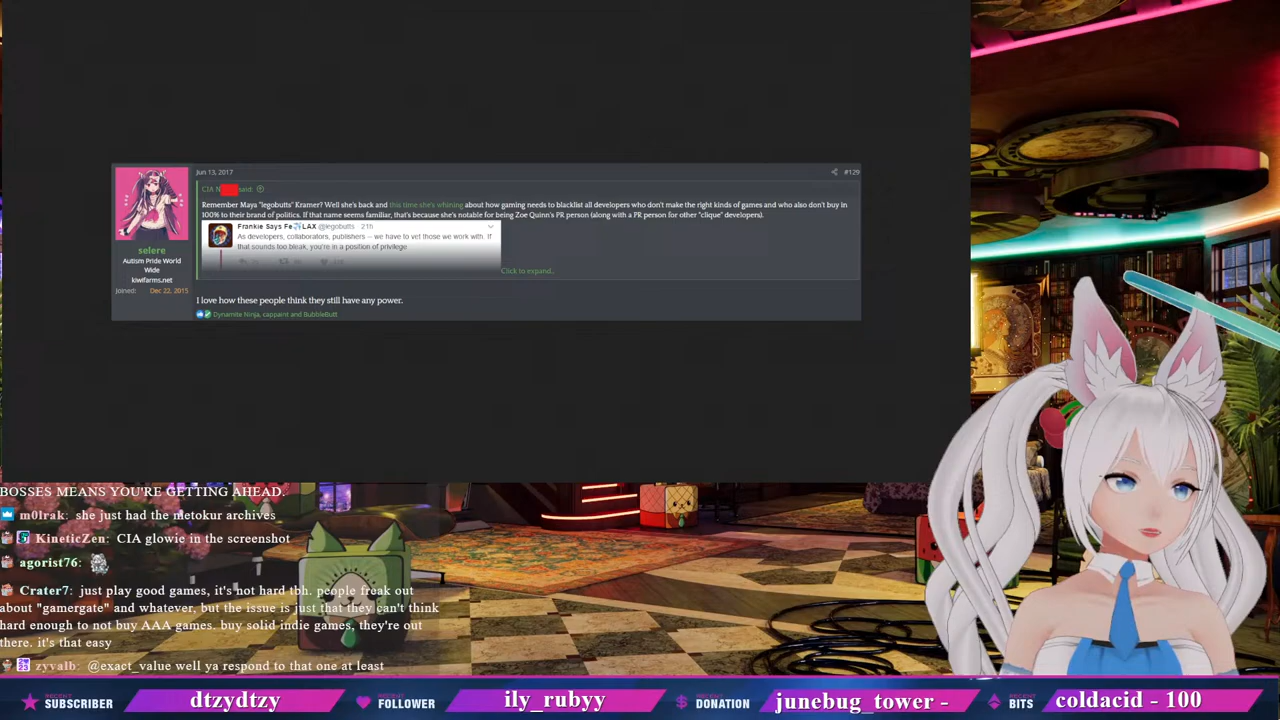 Jun 13, 2017
#129
CIA N said:
Remember Maya "legobutts" Kramer? Well she's back and this time she's whining about how gaming needs to blacklist all developers who don't make the right kinds of games and who also don't buy in
100% to their brand of politics. If that name seems familiar, that's because she's notable for being Zoe Quinn's PR person (along with a PR person for other "clique" developers).
Frankie Says Fe LAX @legobutts 21h
As developers, collaborators, publishers -- we have to vet those we work with. If
that sounds too bleak, you're in a position of privilege
Click to expand...
selere
Autism Pride World
Wide
kiwifarms.net
Joined: Dec 22, 2015
I love how these people think they still have any power.
Dynamite Ninja, cappaint and BubbleButt
BOSSES MEANS YOU'RE GETTING AHEAD.
m0lrak: she just had the metokur archives
KineticZen: CIA glowie in the screenshot
agorist76:
Crater7: just play good games, it's not hard tbh. people freak out
about "gamergate" and whatever, but the issue is just that they can't think
hard enough to not buy AAA games. buy solid indie games, they're out
there. it's that easy
zyvalb: @exact_value well ya respond to that one at least
RECENT SUBSCRIBER dtzydtzy
RECENT FOLLOWER ily_rubyy
RECENT DONATION junebug_tower -
RECENT BITS coldacid - 100